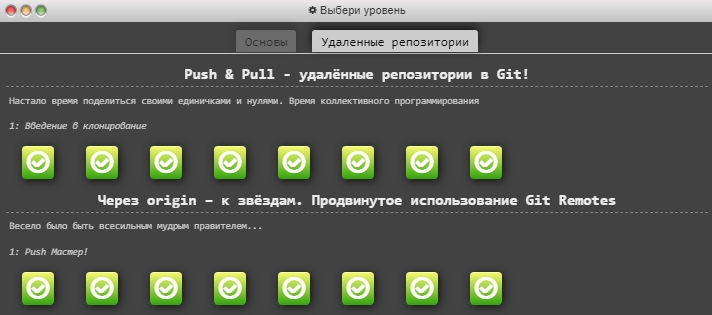 Выбери уровень
Основы
Удаленные репозитории
Push & Pull - удалённые репозитории в Git!
Настало время поделиться своими единичками и нулями. Время коллективного программирования
1: Введение в клонирование
Через origin – к звёздам. Продвинутое использование Git Remotes
Весело было быть всесильным мудрым правителем...
1: Push Мастер!